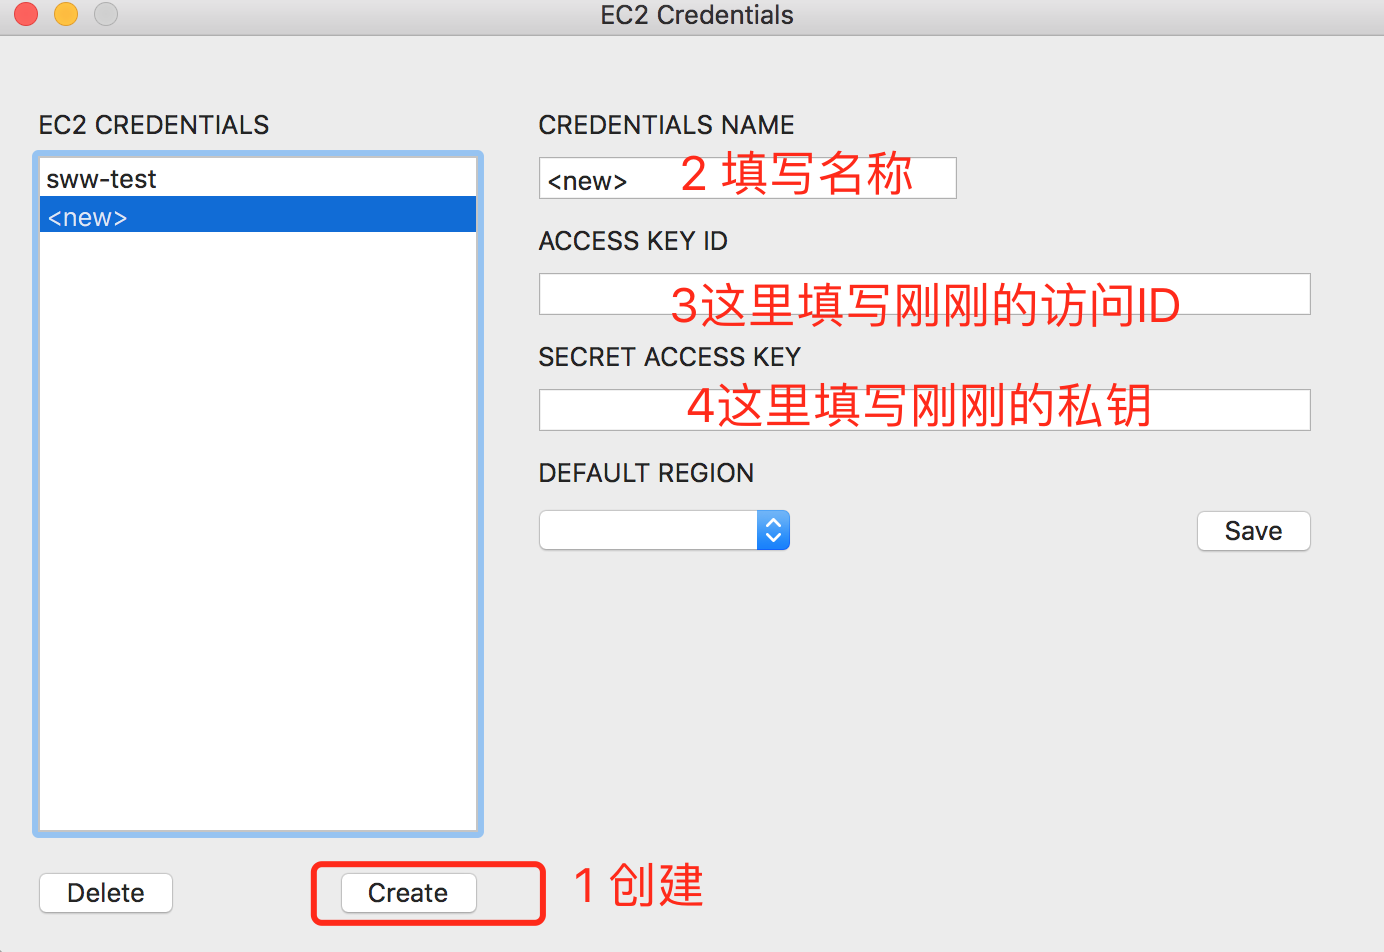 EC2 Credentials
EC2 CREDENTIALS
sww-test
<new>
Delete
Create
1 创建
CREDENTIALS NAME
<new>
2 填写名称
ACCESS KEY ID
3这里填写刚刚的访问ID
SECRET ACCESS KEY
4这里填写刚刚的私钥
DEFAULT REGION
Save